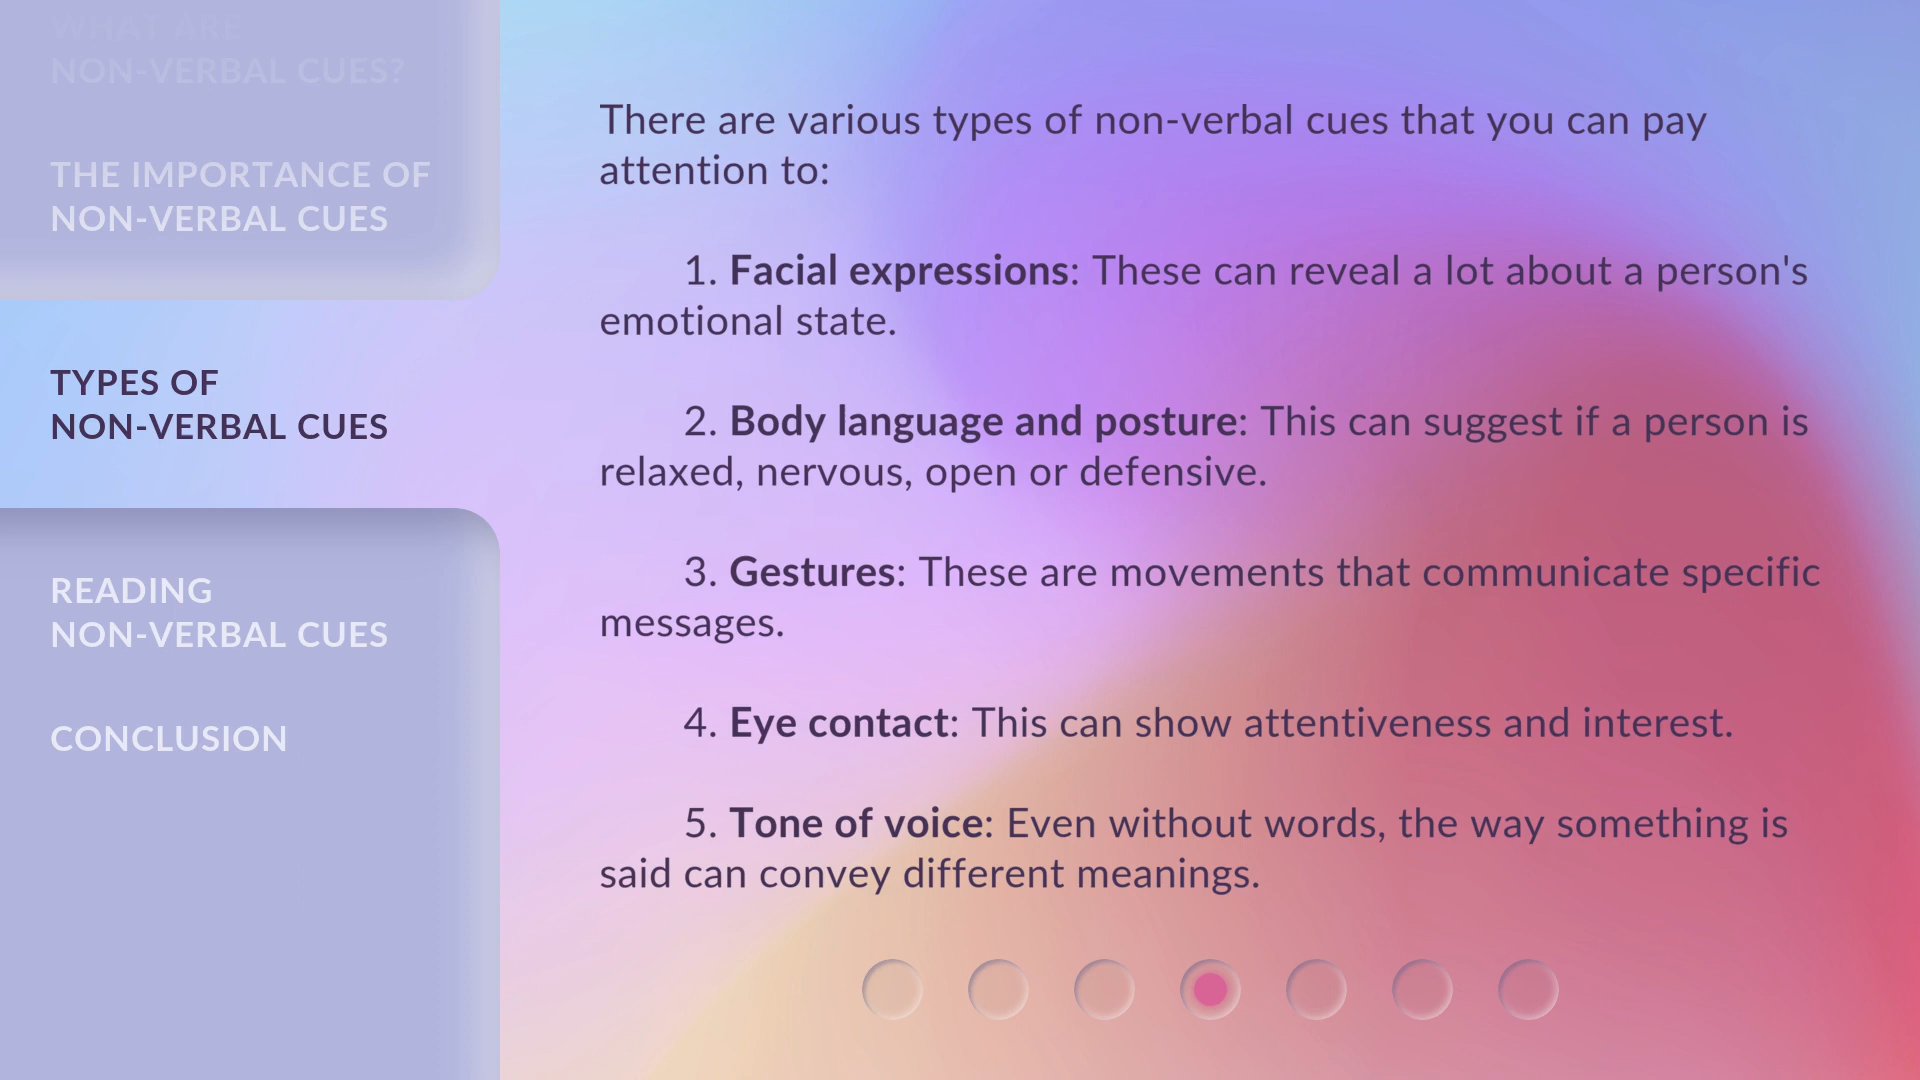 WHAT ARE
NON-VERBAL CUES?
THE IMPORTANCE OF
NON-VERBAL CUES
TYPES OF
NON-VERBAL CUES
READING
NON-VERBAL CUES
CONCLUSION
There are various types of non-verbal cues that you can pay
attention to:
1. Facial expressions: These can reveal a lot about a person's
emotional state.
2. Body language and posture: This can suggest if a person is
relaxed, nervous, open or defensive.
3. Gestures: These are movements that communicate specific
messages.
4. Eye contact: This can show attentiveness and interest.
5. Tone of voice: Even without words, the way something is
said can convey different meanings.